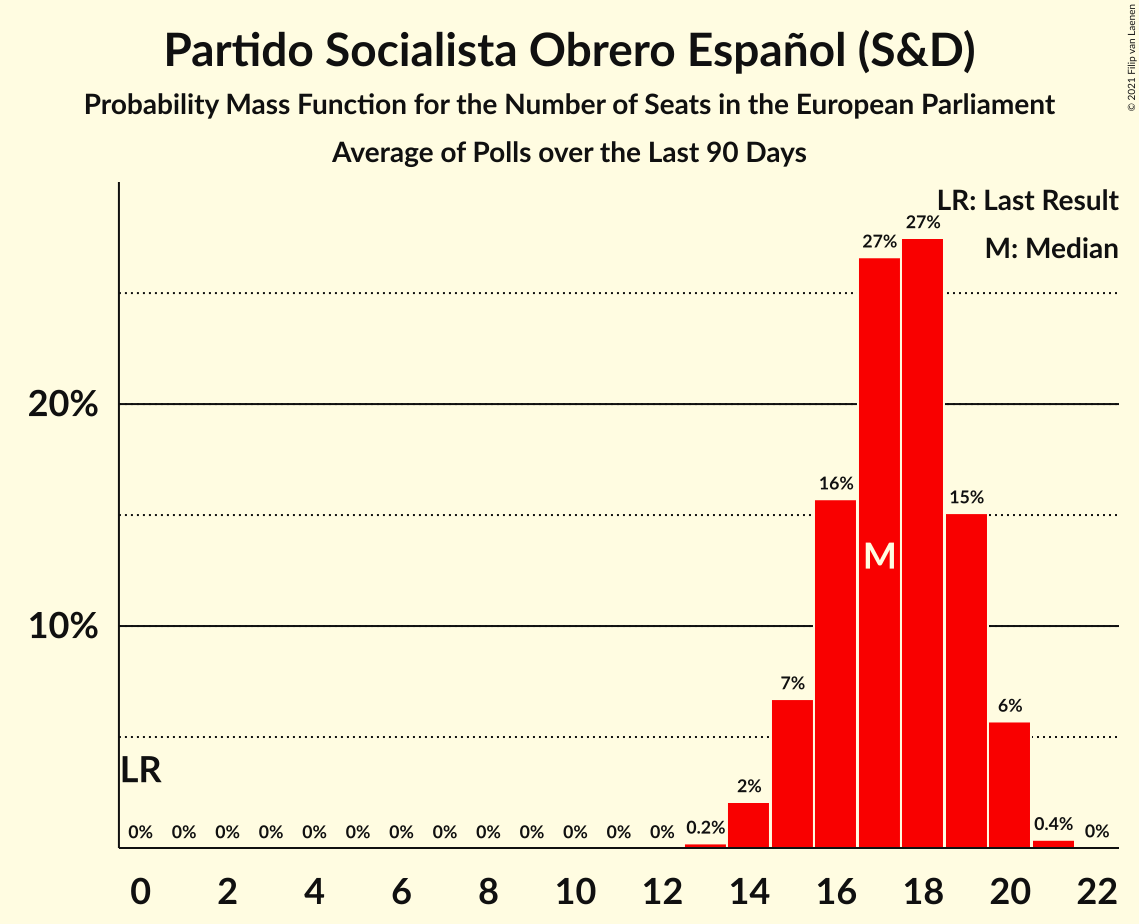 © 2021 Filip van Laenen
Partido Socialista Obrero Español (S&D)
Probability Mass Function for the Number of Seats in the European Parliament
Average of Polls over the Last 90 Days
LR: Last Result
M: Median
27%
27%
20%
16%
15%
M
10%
7%
6%
LR
2%
0% 0% 0% 0% 0% 0% 0% 0% 0% 0% 0% 0% 0% 0.2% 0.4% 0%
0 2 4 6 8 10 12 14 16 18 20 22